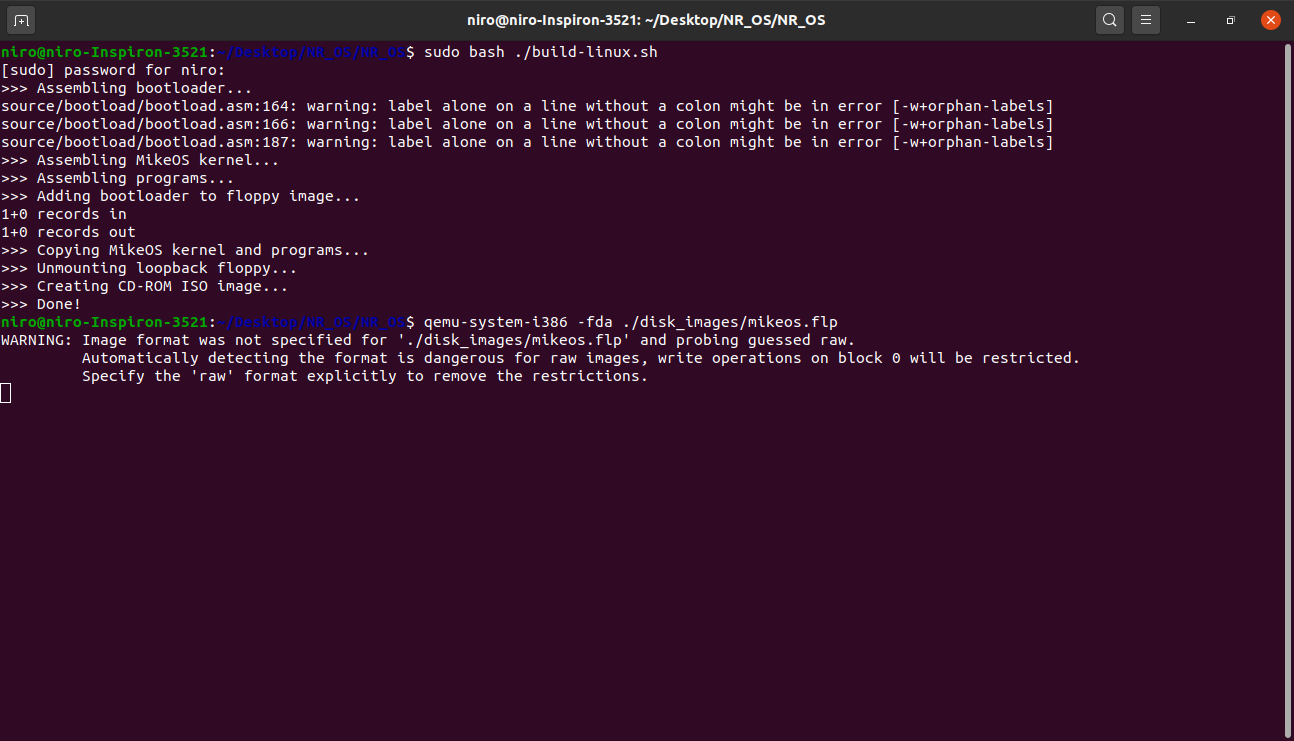 niro@niro-Inspiron-3521: ~/Desktop/NR_OS/NR_OS
niro@niro-Inspiron-3521:~/Desktop/NR_OS/NR_OS$ sudo bash ./build-linux.sh
[sudo] password for niro:
>>> Assembling bootloader...
source/bootload/bootload.asm:164: warning: label alone on a line without a colon might be in error [-w+orphan-labels]
source/bootload/bootload.asm:166: warning: label alone on a line without a colon might be in error [-w+orphan-labels]
source/bootload/bootload.asm:187: warning: label alone on a line without a colon might be in error [-w+orphan-labels]
>>> Assembling MikeOS kernel...
>>> Assembling programs...
>>> Adding bootloader to floppy image...
1+0 records in
1+0 records out
>>> Copying MikeOS kernel and programs...
>>> Unmounting loopback floppy...
>>> Creating CD-ROM ISO image...
>>> Done!
niro@niro-Inspiron-3521:~/Desktop/NR_OS/NR_OS$ qemu-system-i386 -fda ./disk_images/mikeos.flp
WARNING: Image format was not specified for './disk_images/mikeos.flp' and probing guessed raw.
Automatically detecting the format is dangerous for raw images, write operations on block 0 will be restricted.
Specify the 'raw' format explicitly to remove the restrictions.